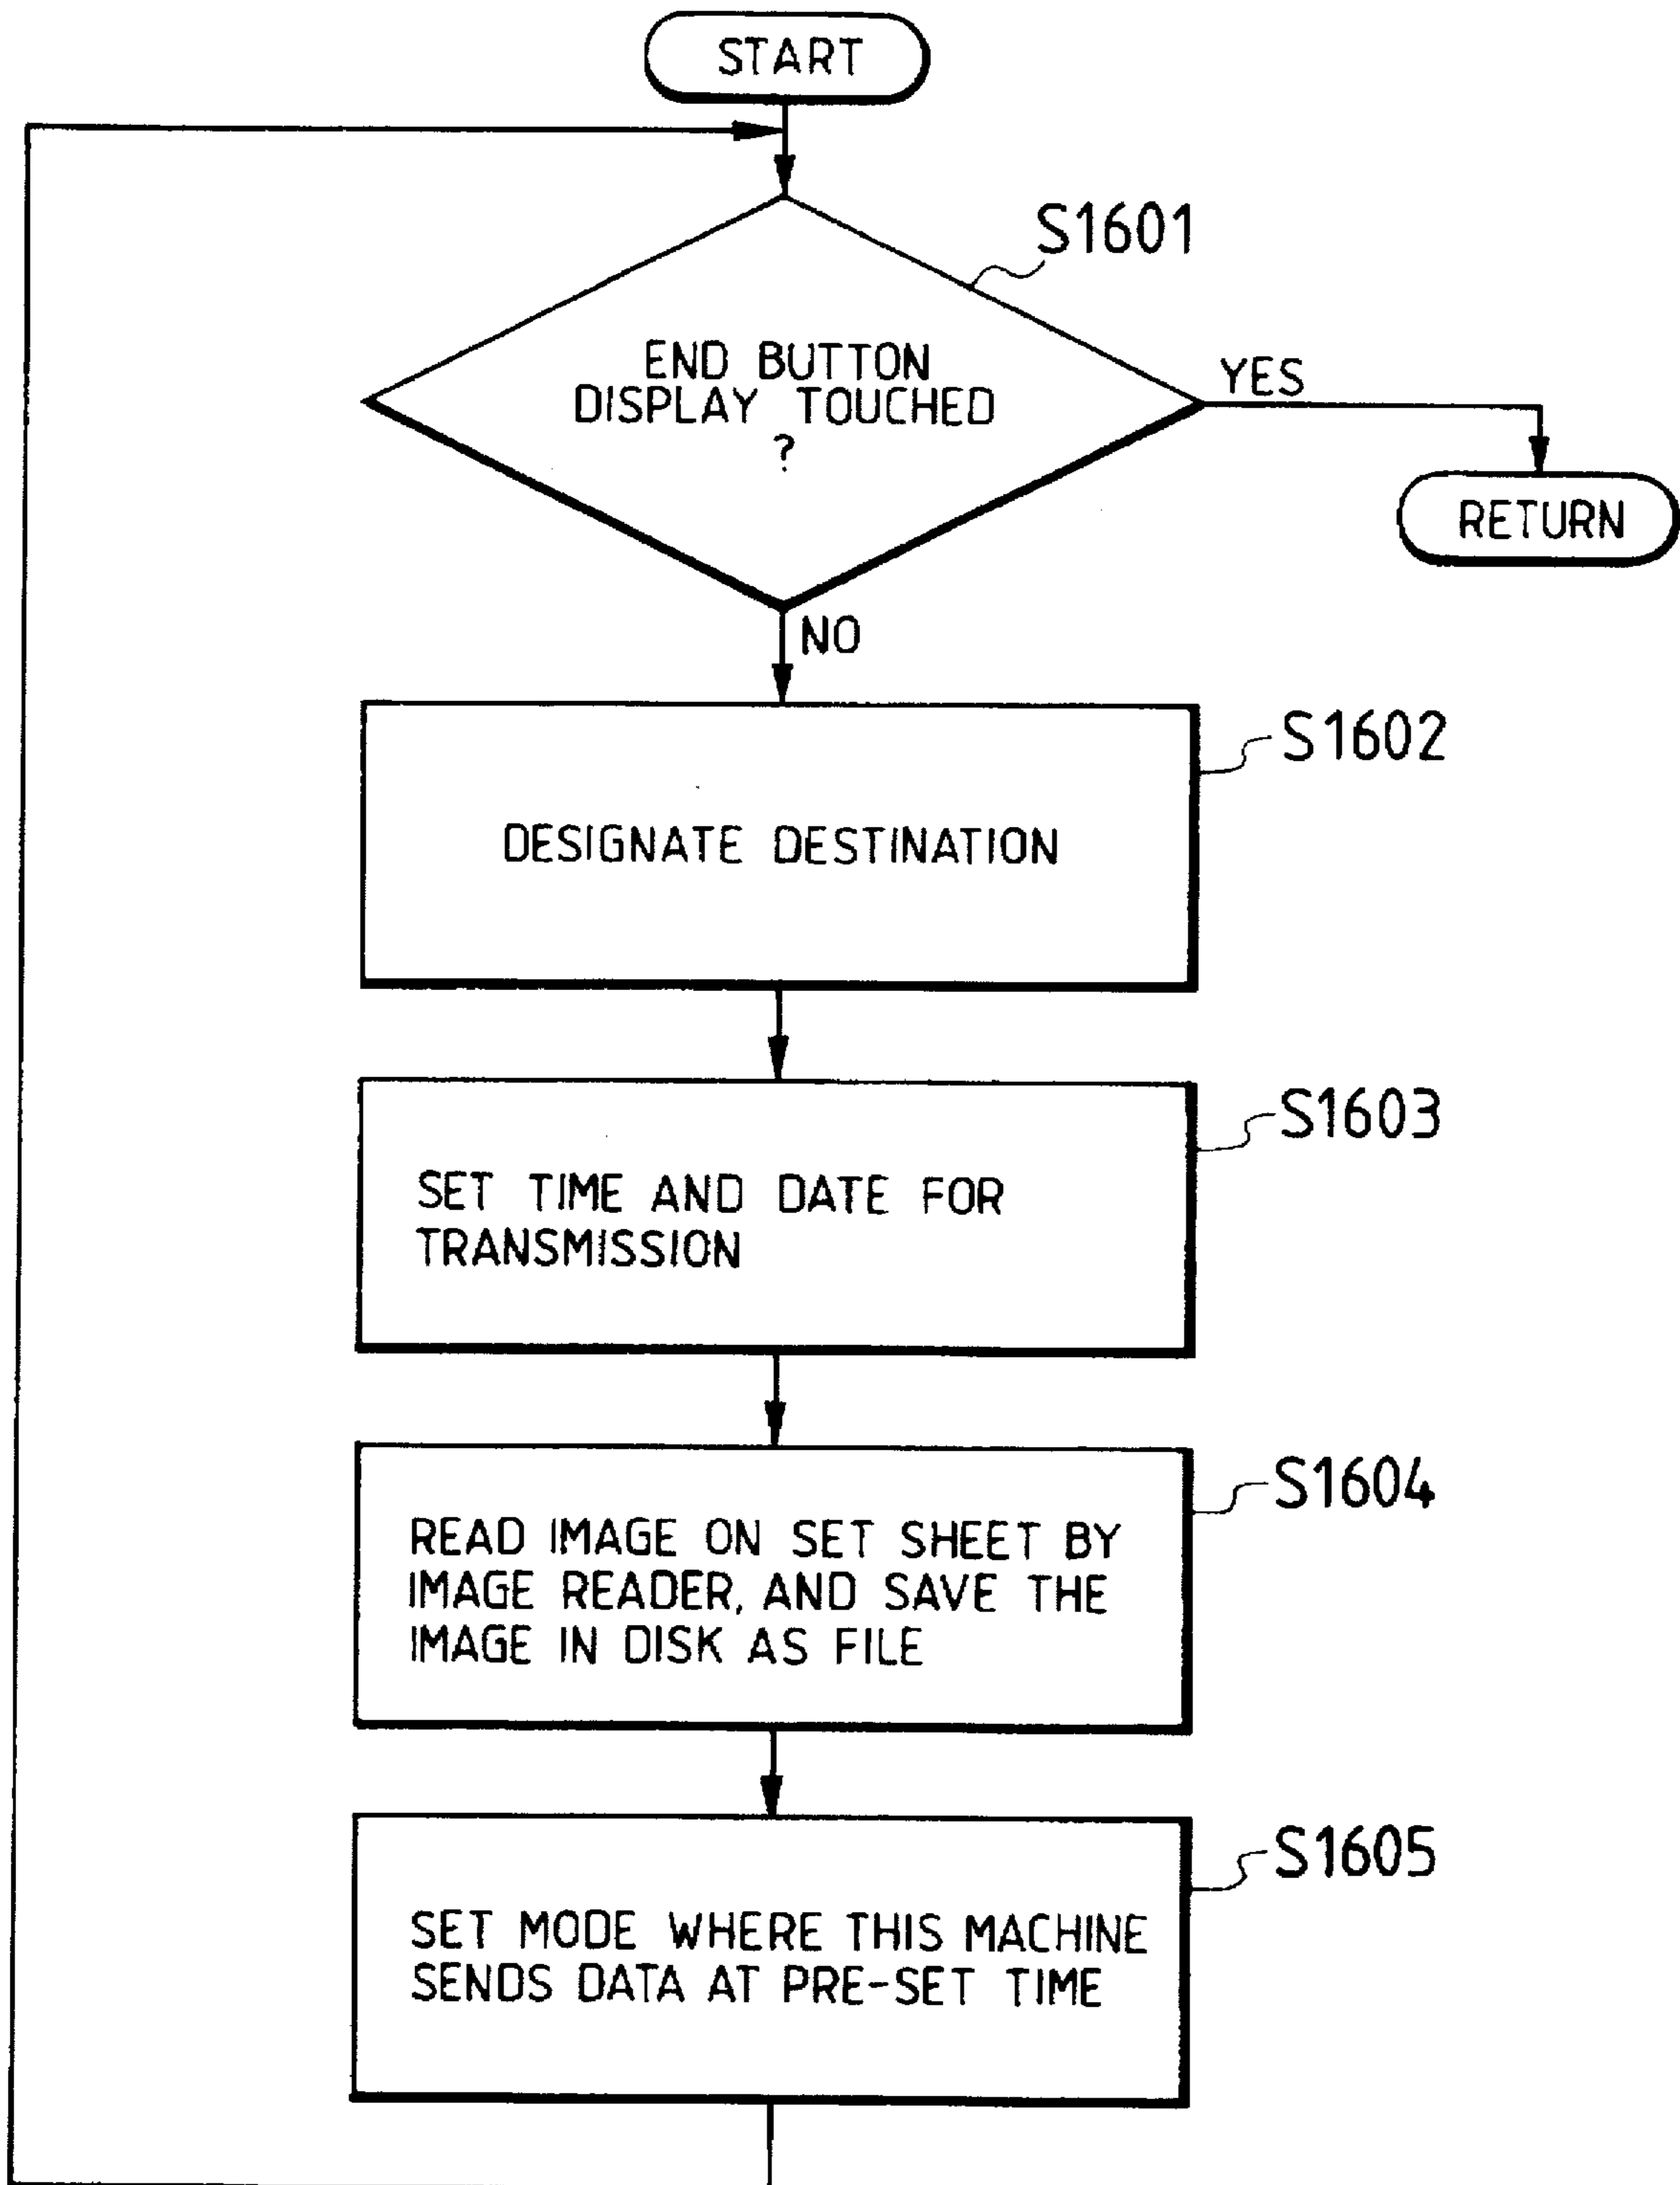 START
S1601
END BUTTON
DISPLAY TOUCHED
?
YES
RETURN
NO
S1602
DESIGNATE DESTINATION
S1603
SET TIME AND DATE FOR
TRANSMISSION
S1604
READ IMAGE ON SET SHEET BY
IMAGE READER, AND SAVE THE
IMAGE IN DISK AS FILE
S1605
SET MODE WHERE THIS MACHINE
SENDS DATA AT PRE-SET TIME